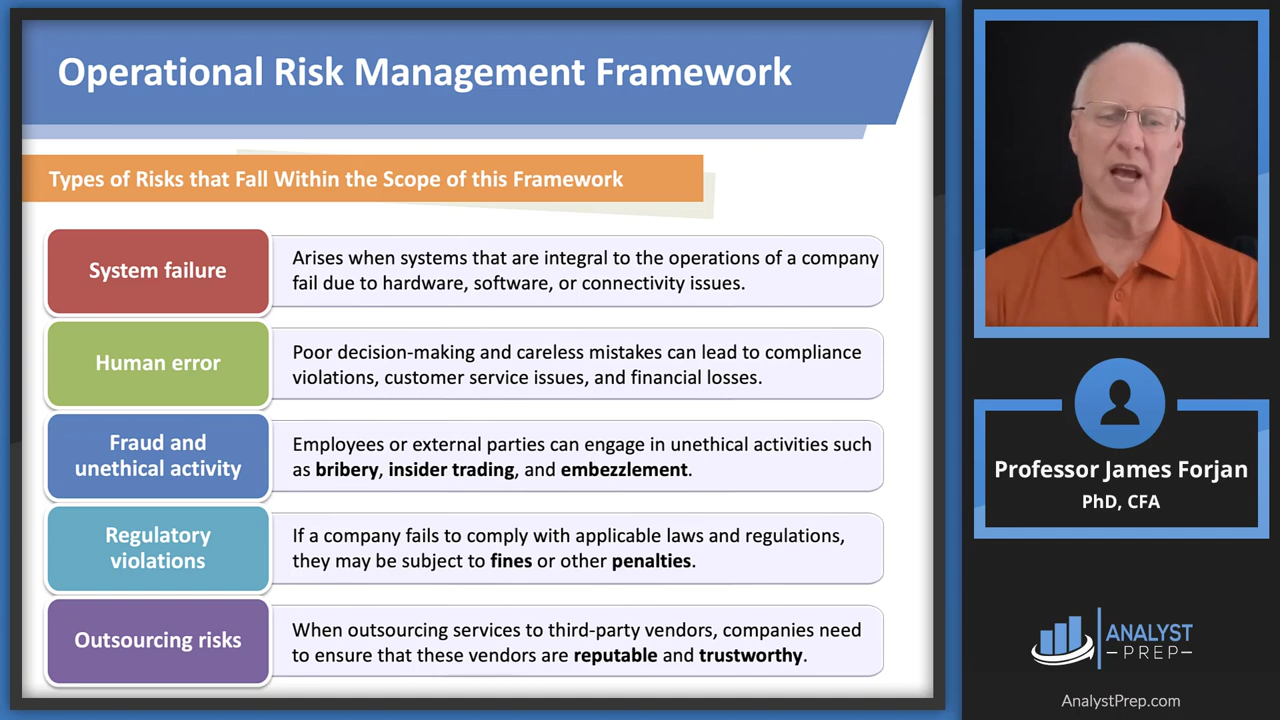 Operational Risk Management Framework
Types of Risks that Fall Within the Scope of this Framework
System failure
Arises when systems that are integral to the operations of a company
fail due to hardware, software, or connectivity issues.
Human error
Poor decision-making and careless mistakes can lead to compliance
violations, customer service issues, and financial losses.
Fraud and
unethical activity
Employees or external parties can engage in unethical activities such
as bribery, insider trading, and embezzlement.
Regulatory
violations
If a company fails to comply with applicable laws and regulations,
they may be subject to fines or other penalties.
Outsourcing risks
When outsourcing services to third-party vendors, companies need
to ensure that these vendors are reputable and trustworthy.
Professor James Forjan
PhD, CFA
ANALYST
PREP
AnalystPrep.com